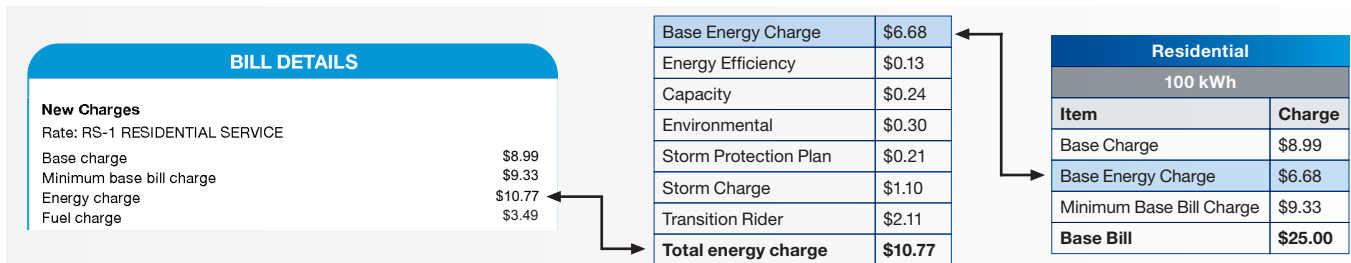 BILL DETAILS
New Charges
Rate: RS-1 RESIDENTIAL SERVICE
Base charge $8.99
Minimum base bill charge $9.33
Energy charge $10.77
Fuel charge $3.49
Base Energy Charge $6.68
Energy Efficiency $0.13
Capacity $0.24
Environmental $0.30
Storm Protection Plan $0.21
Storm Charge $1.10
Transition Rider $2.11
Total energy charge $10.77
Residential
100 kWh
Item Charge
Base Charge $8.99
Base Energy Charge $6.68
Minimum Base Bill Charge $9.33
Base Bill $25.00